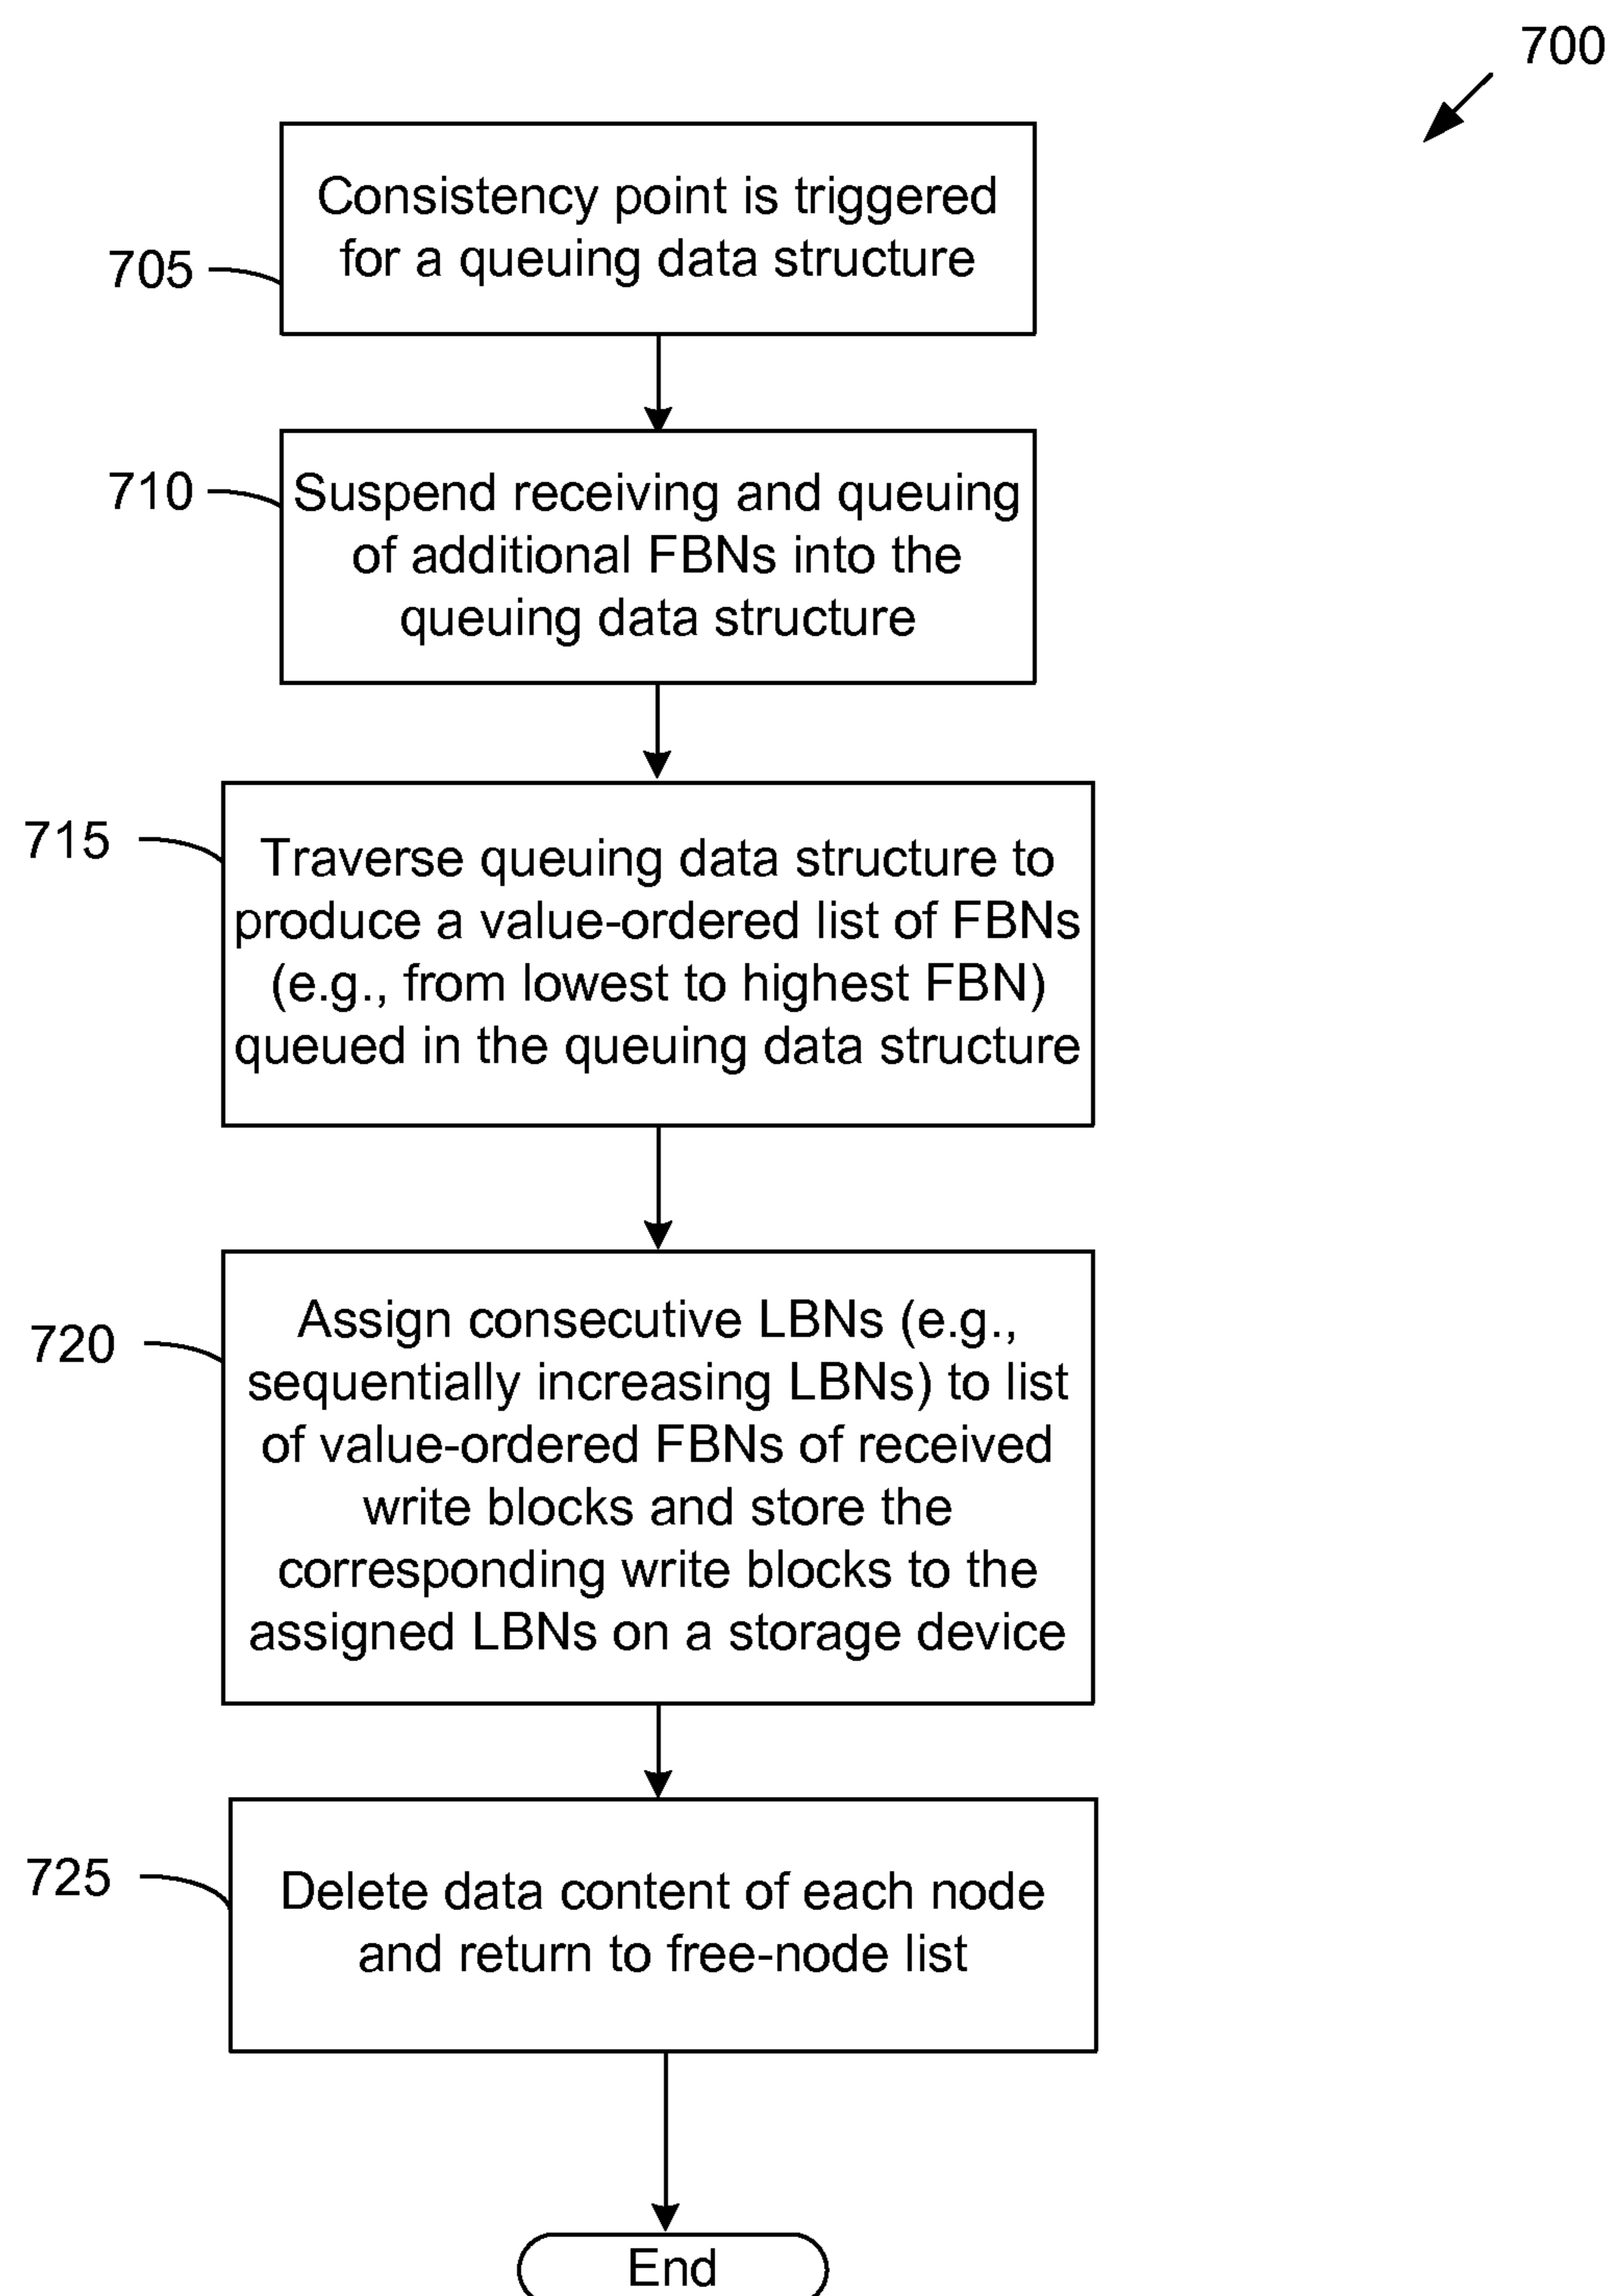 700
705
Consistency point is triggered
for a queuing data structure
710
Suspend receiving and queuing
of additional FBNs into the
queuing data structure
715
Traverse queuing data structure to
produce a value-ordered list of FBNs
(e.g., from lowest to highest FBN)
queued in the queuing data structure
720
Assign consecutive LBNs (e.g.,
sequentially increasing LBNs) to list
of value-ordered FBNs of received
write blocks and store the
corresponding write blocks to the
assigned LBNs on a storage device
725
Delete data content of each node
and return to free-node list
End